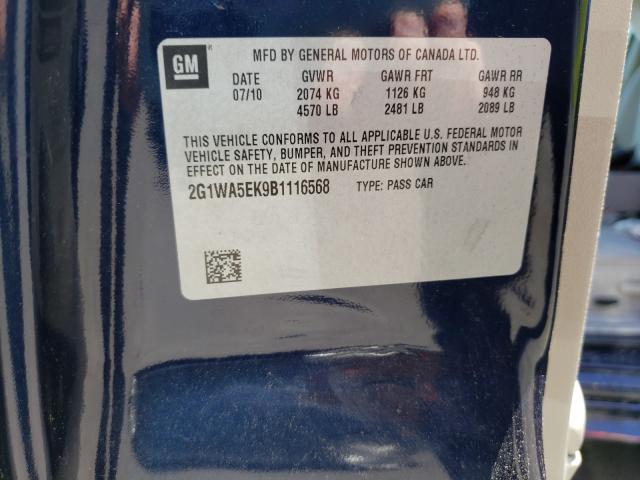 GM
MFD BY GENERAL MOTORS OF CANADA LTD.
DATE GVWR GAWR FRT GAWR RR
07/10 2074 KG 1126 KG 948 KG
4570 LB 2481 LB 2089 LB
THIS VEHICLE CONFORMS TO ALL APPLICABLE U.S. FEDERAL MOTOR
VEHICLE SAFETY, BUMPER, AND THEFT PREVENTION STANDARDS IN
EFFECT ON THE DATE OF MANUFACTURE SHOWN ABOVE.
2G1WA5EK9B1116568 TYPE: PASS CAR